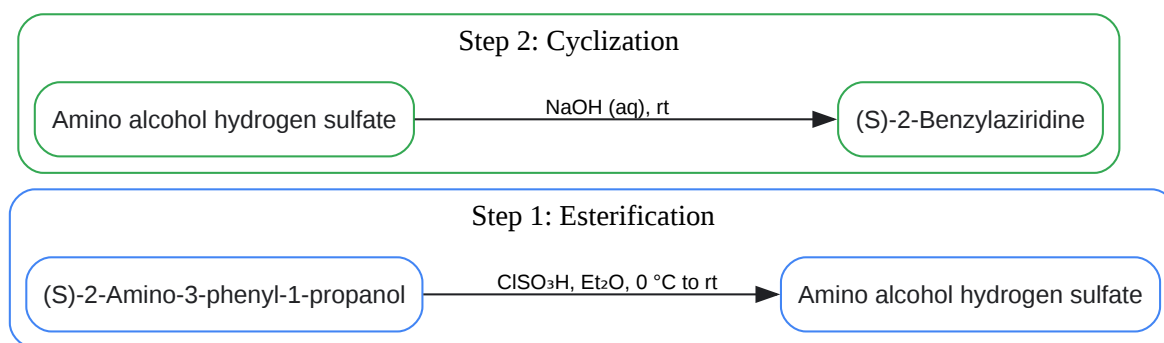 Step 2: Cyclization
Amino alcohol hydrogen sulfate
NaOH (aq), rt
(S)-2-Benzylaziridine
Step 1: Esterification
(S)-2-Amino-3-phenyl-1-propanol
ClSO₃H, Et₂O, 0 °C to rt
Amino alcohol hydrogen sulfate